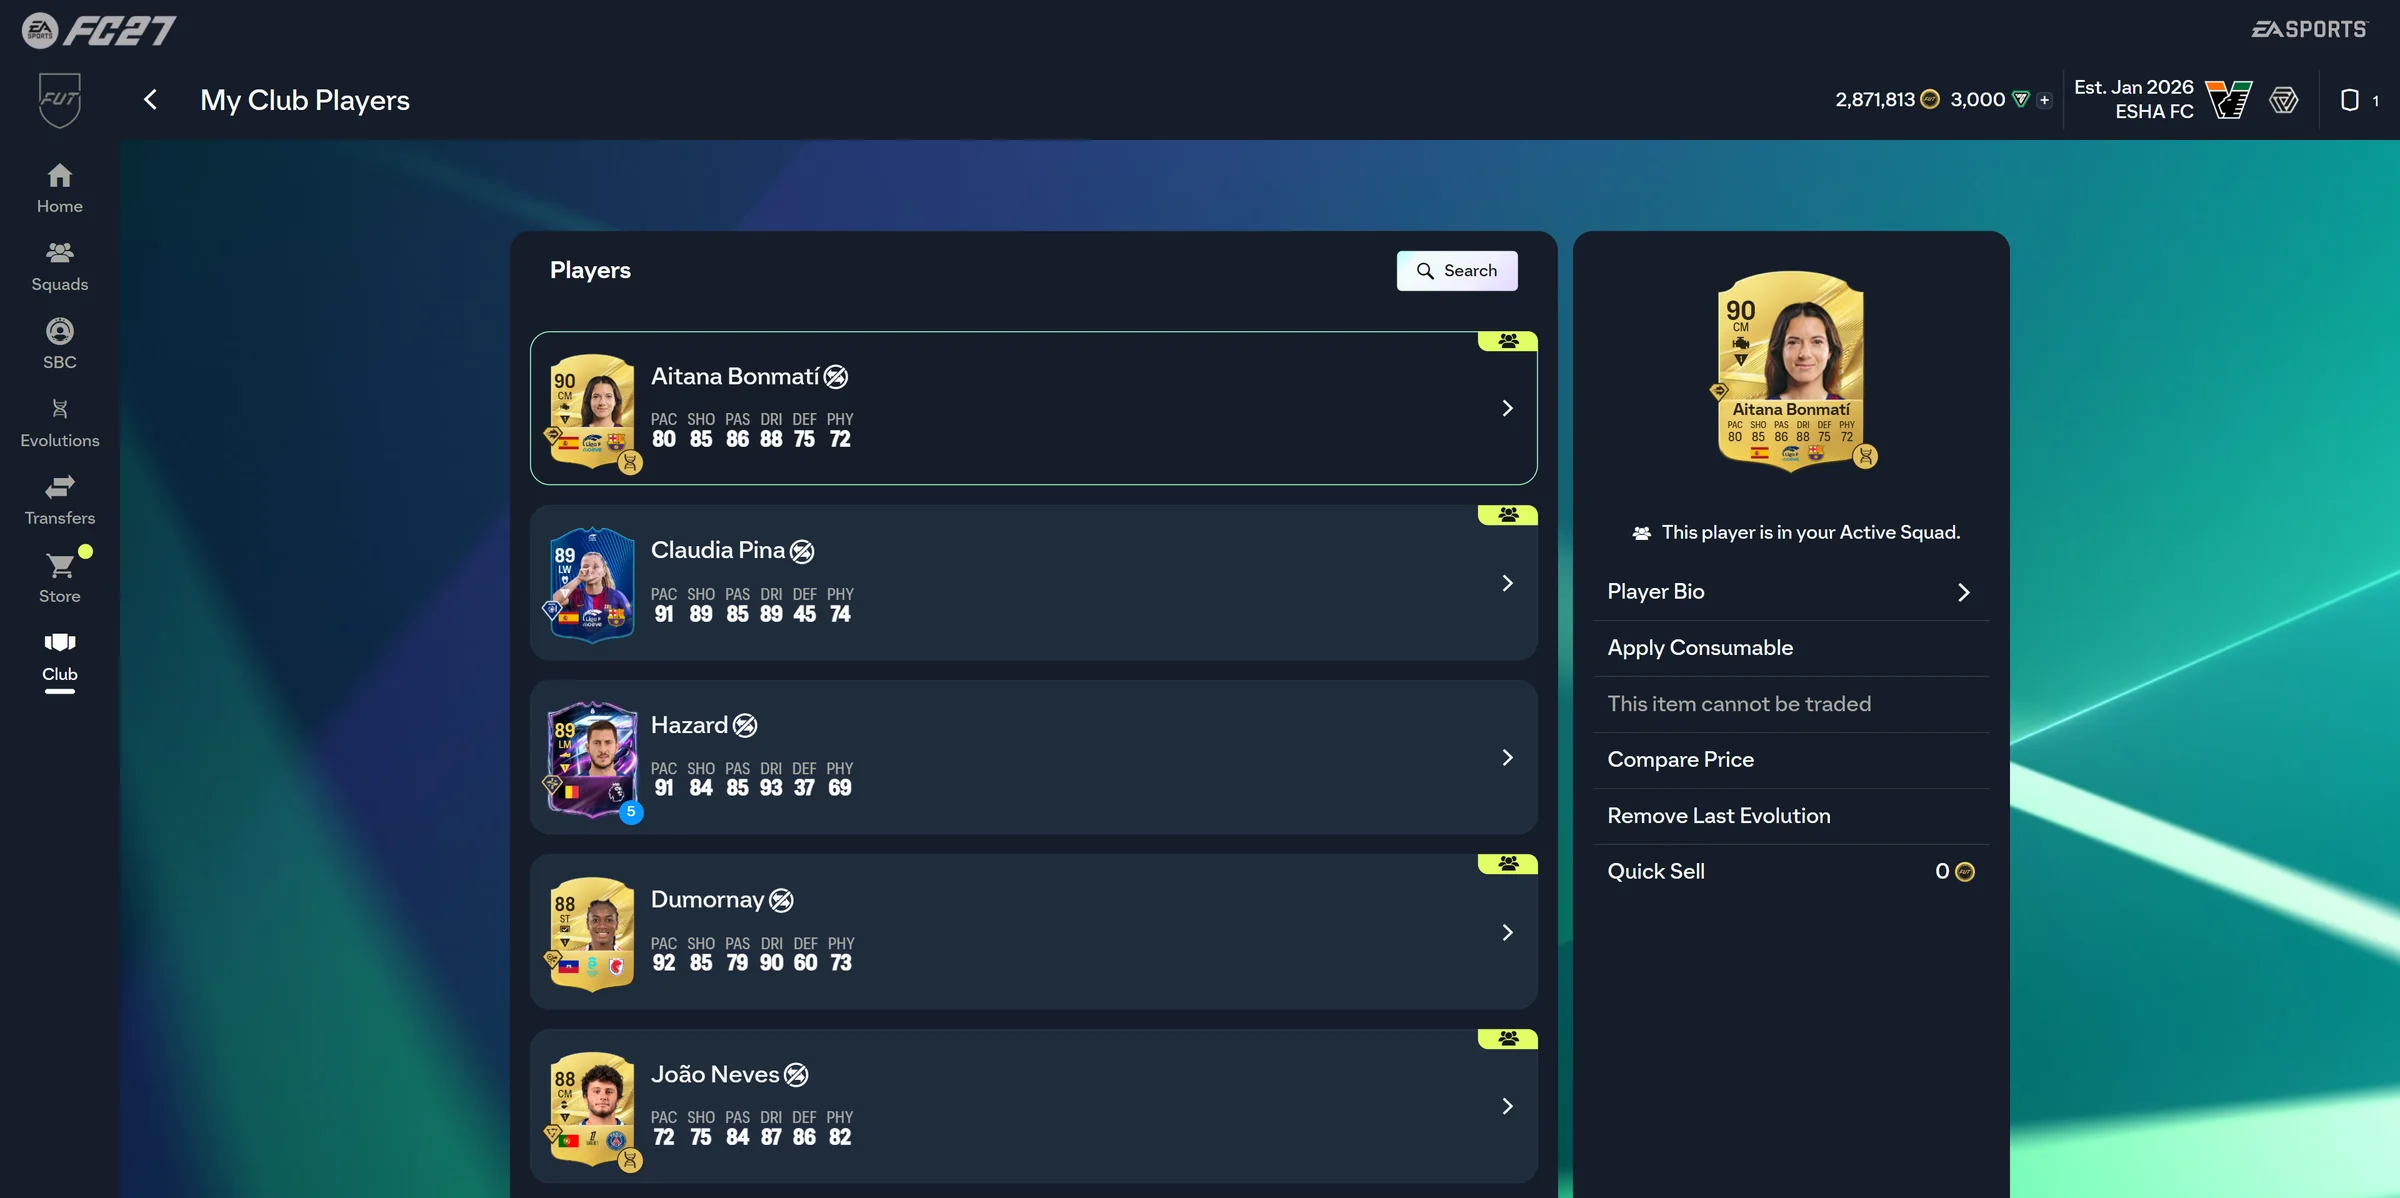 EA SPORTS FC27
EA SPORTS
FUT
My Club Players
2,871,813 3,000
Est. Jan 2026
ESHA FC
1
Home
Squads
SBC
Evolutions
Transfers
Store
Club
Players
Search
90
CM
Aitana Bonmatí
PAC SHO PAS DRI DEF PHY
80 85 86 88 75 72
89
LW
Claudia Pina
PAC SHO PAS DRI DEF PHY
91 89 85 89 45 74
89
LM
5
Hazard
PAC SHO PAS DRI DEF PHY
91 84 85 93 37 69
88
ST
Dumornay
PAC SHO PAS DRI DEF PHY
92 85 79 90 60 73
88
CM
João Neves
PAC SHO PAS DRI DEF PHY
72 75 84 87 86 82
90
CM
Aitana Bonmatí
PAC SHO PAS DRI DEF PHY
80 85 86 88 75 72
This player is in your Active Squad.
Player Bio
Apply Consumable
This item cannot be traded
Compare Price
Remove Last Evolution
Quick Sell 0